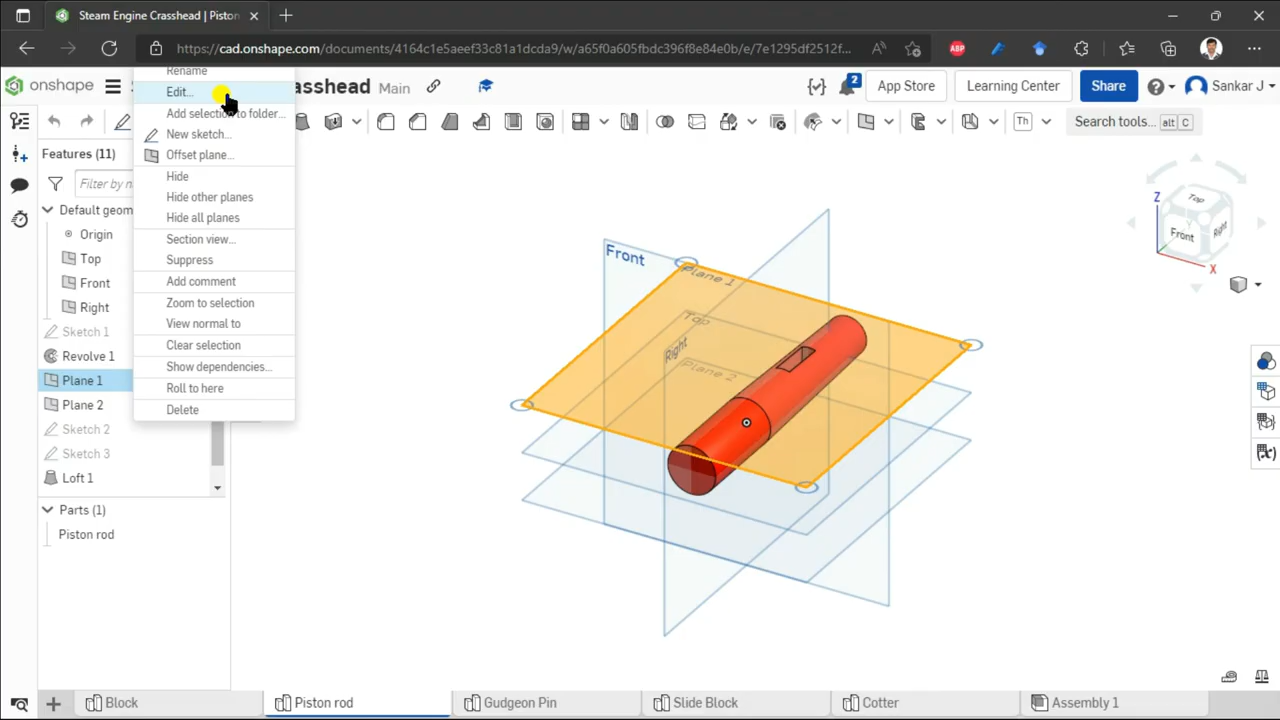 Steam Engine Crasshead | Piston
https://cad.onshape.com/documents/4164c1e5aeef33c81a1dcda9/w/a65f0a605fbdc396f8e84e0b/e/7e1295df2512f...
ABP
onshape
asshead Main
2
App Store
Learning Center
Share
Sankar J
Search tools... alt C
Th
Features (11)
Filter by n
Default geom
Origin
Top
Front
Right
Sketch 1
Revolve 1
Plane 1
Plane 2
Sketch 2
Sketch 3
Loft 1
Parts (1)
Piston rod
Rename
Edit...
Add selection to folder...
New sketch...
Offset plane...
Hide
Hide other planes
Hide all planes
Section view...
Suppress
Add comment
Zoom to selection
View normal to
Clear selection
Show dependencies...
Roll to here
Delete
Front
Plane 1
Top
Right
Plane 2
Z
Top
Front
Right
X
Block
Piston rod
Gudgeon Pin
Slide Block
Cotter
Assembly 1